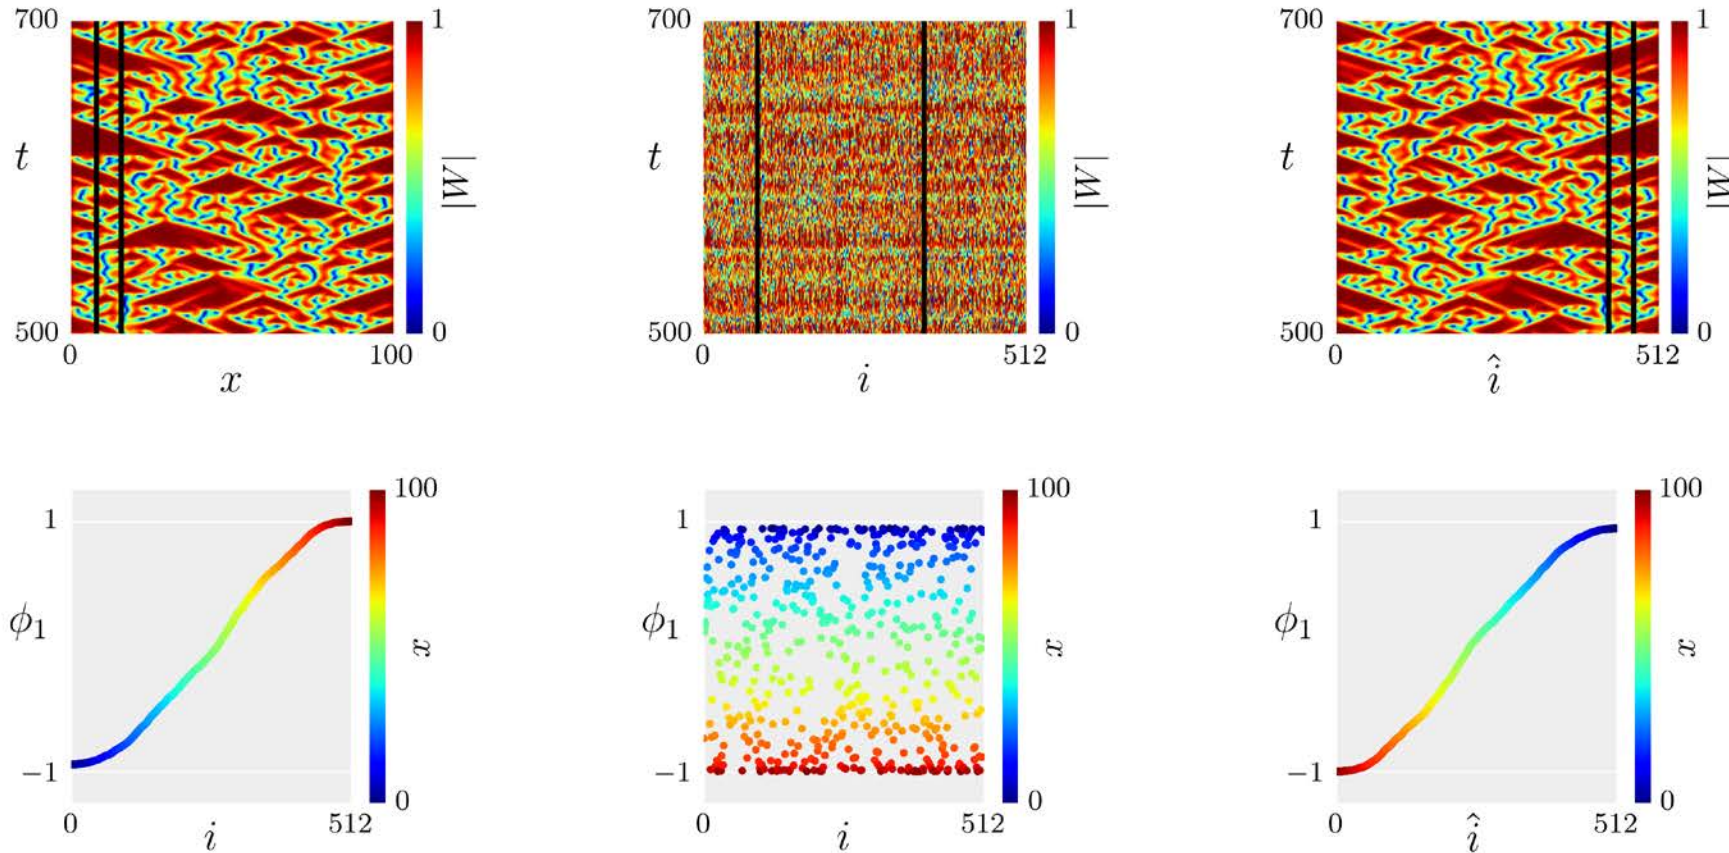 700 1 700 1 700 1
t |W| t |W| t |W|
500 0 500 0 500 0
0 100 0 512 0 512
x i î
100 100 100
1 1 1
ϕ₁ x ϕ₁ x ϕ₁ x
−1 −1 −1
0 0 0
0 512 0 512 0 512
i i î